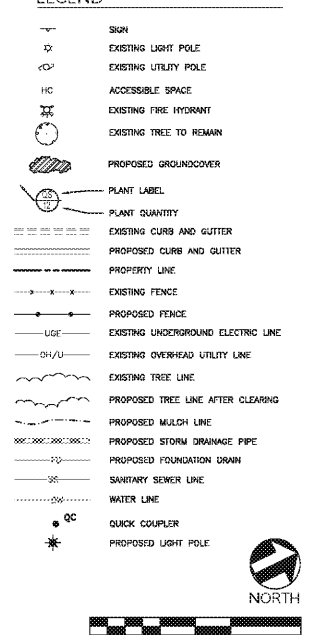 LEGEND
SIGN
EXISTING LIGHT POLE
EXISTING UTILITY POLE
HC ACCESSIBLE SPACE
EXISTING FIRE HYDRANT
EXISTING TREE TO REMAIN
PROPOSED GROUNDCOVER
QS PLANT LABEL
12 PLANT QUANTITY
EXISTING CURB AND GUTTER
PROPOSED CURB AND GUTTER
PROPERTY LINE
EXISTING FENCE
PROPOSED FENCE
UGE EXISTING UNDERGROUND ELECTRIC LINE
OH/U EXISTING OVERHEAD UTILITY LINE
EXISTING TREE LINE
PROPOSED TREE LINE AFTER CLEARING
PROPOSED MULCH LINE
PROPOSED STORM DRAINAGE PIPE
PROPOSED FOUNDATION DRAIN
SS SANITARY SEWER LINE
WATER LINE
QC QUICK COUPLER
PROPOSED LIGHT POLE
NORTH